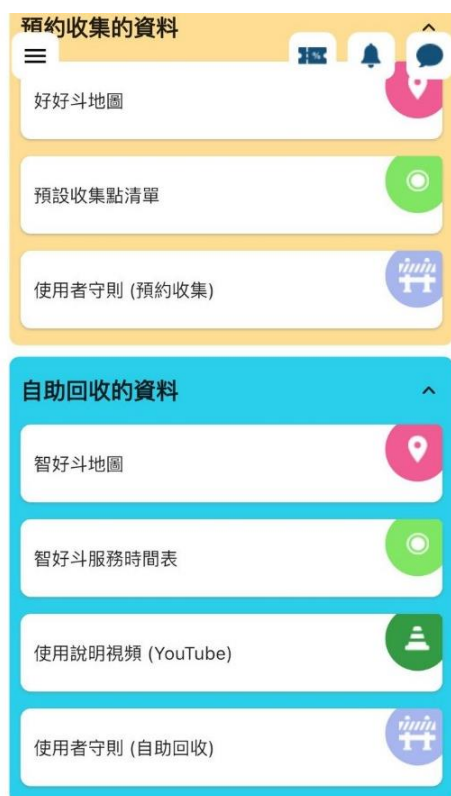 預約收集的資料
%
好好斗地圖
預設收集點清單
使用者守則 (預約收集)
自助回收的資料
智好斗地圖
智好斗服務時間表
使用說明視頻 (YouTube)
使用者守則 (自助回收)